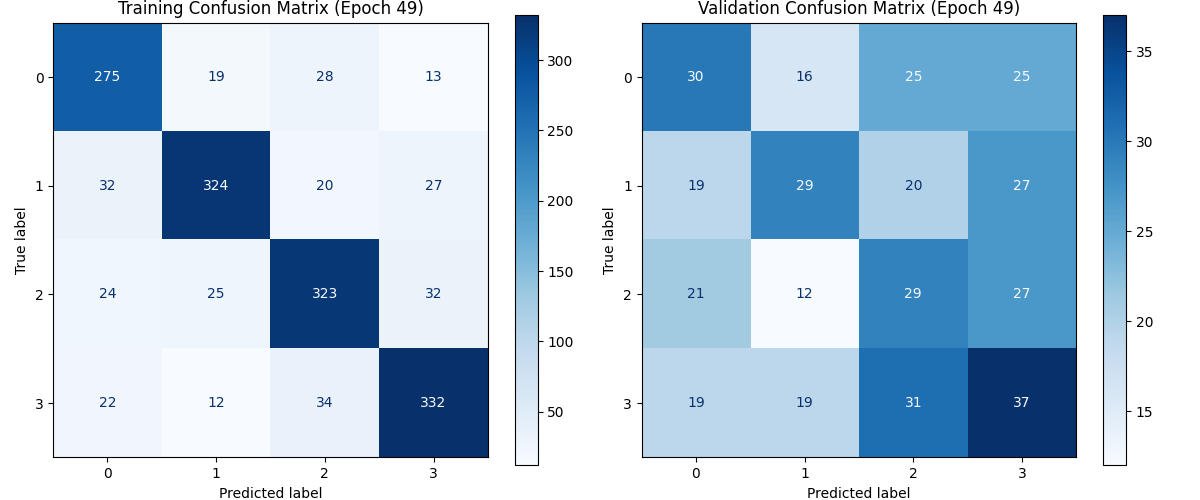 Training Confusion Matrix (Epoch 49)
0 275 19 28 13
1 32 324 20 27
2 24 25 323 32
3 22 12 34 332
0 1 2 3
Predicted label
True label
300
250
200
150
100
50
Validation Confusion Matrix (Epoch 49)
0 30 16 25 25
1 19 29 20 27
2 21 12 29 27
3 19 19 31 37
0 1 2 3
Predicted label
True label
35
30
25
20
15